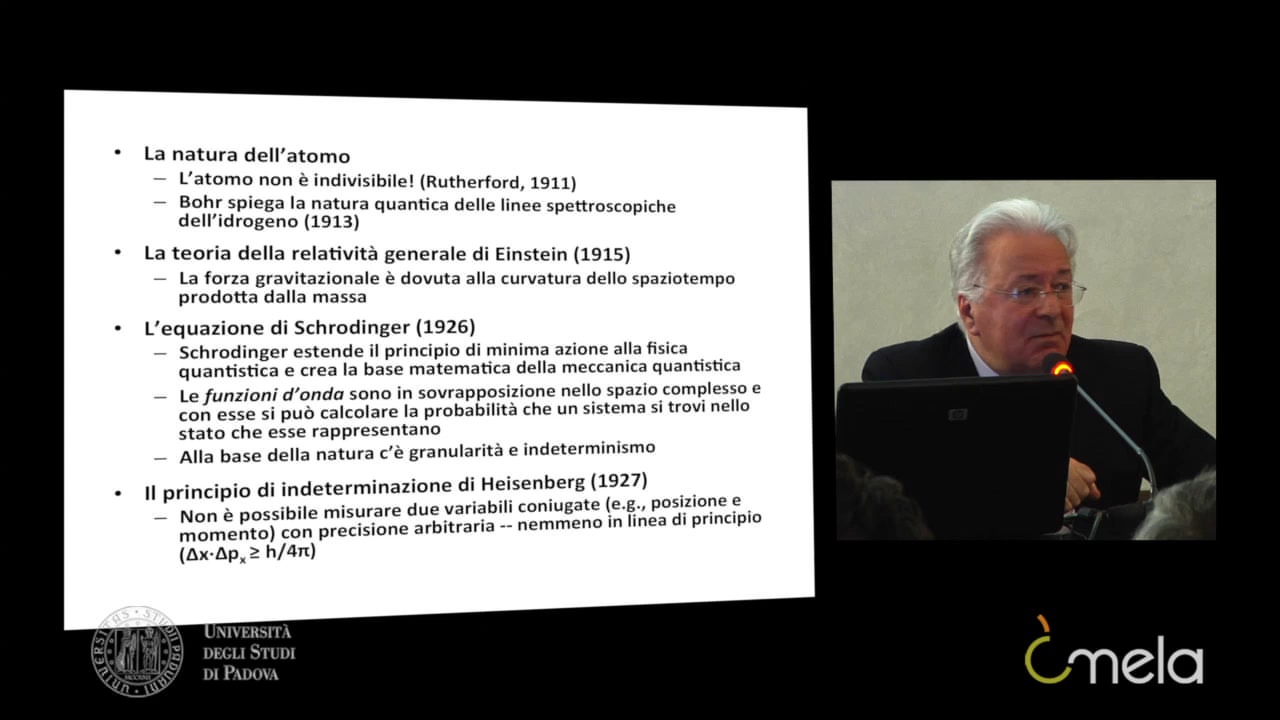 • La natura dell'atomo
– L'atomo non è indivisibile! (Rutherford, 1911)
– Bohr spiega la natura quantica delle linee spettroscopiche
dell'idrogeno (1913)
• La teoria della relatività generale di Einstein (1915)
– La forza gravitazionale è dovuta alla curvatura dello spaziotempo
prodotta dalla massa
• L'equazione di Schrodinger (1926)
– Schrodinger estende il principio di minima azione alla fisica
quantistica e crea la base matematica della meccanica quantistica
– Le funzioni d'onda sono in sovrapposizione nello spazio complesso e
con esse si può calcolare la probabilità che un sistema si trovi nello
stato che esse rappresentano
– Alla base della natura c'è granularità e indeterminismo
• Il principio di indeterminazione di Heisenberg (1927)
– Non è possibile misurare due variabili coniugate (e.g., posizione e
momento) con precisione arbitraria -- nemmeno in linea di principio
(Δx·Δpₓ ≥ h/4π)
hp
UNIVERSITÀ
DEGLI STUDI
DI PADOVA
mela